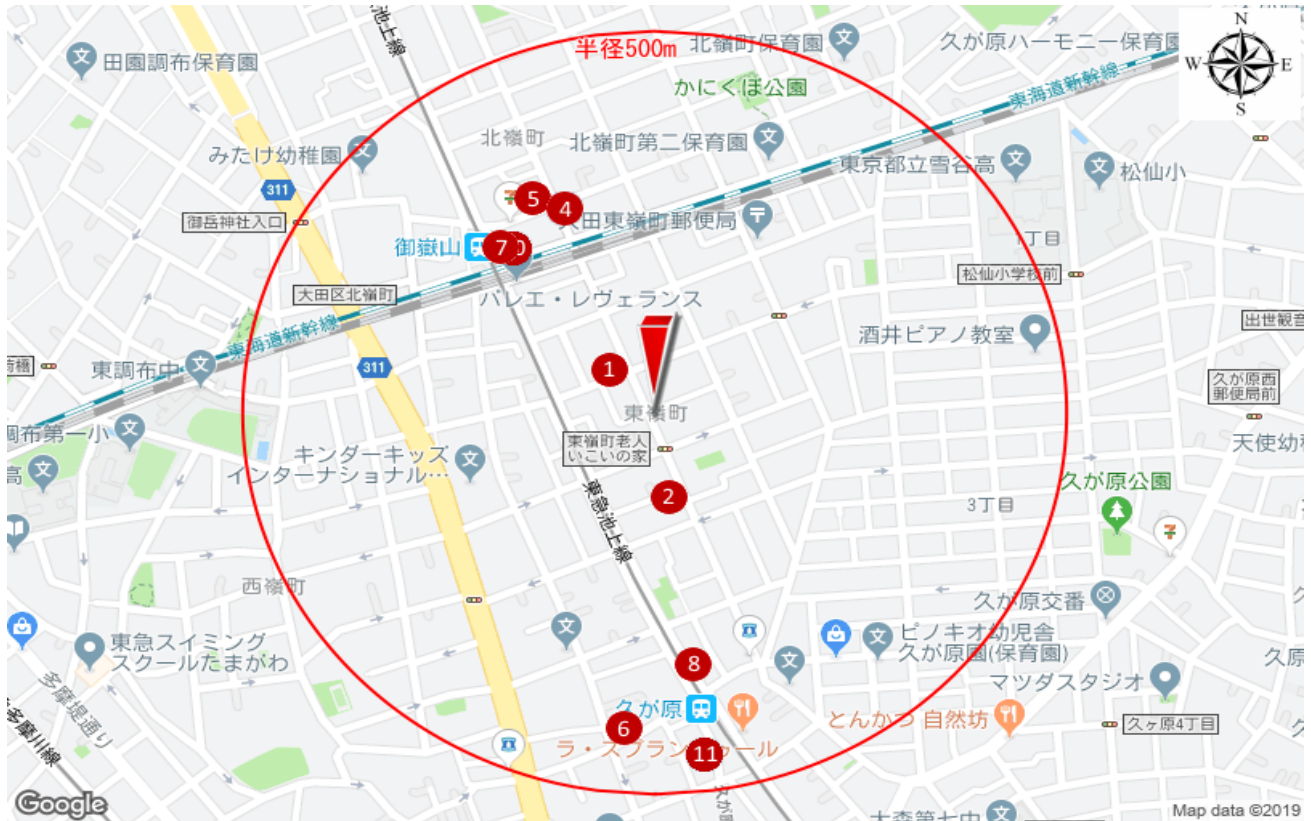 池上線
半径500m
北嶺町保育園
久が原ハーモニー保育園
N
W
E
S
田園調布保育園
かにくぼ公園
東海道新幹線
北嶺町
北嶺町第二保育園
みたけ幼稚園
東京都立雪谷高
松仙小
311
5
4
御岳神社入口
大田東嶺町郵便局
御嶽山
7
1丁目
松仙小学校前
大田区北嶺町
バレエ・レヴェランス
出世観音
東海道新幹線
酒井ピアノ教室
東調布中
311
1
久が原西
郵便局前
東嶺町
調布第一小
東嶺町老人
いこいの家
キンダーキッズ
インターナショナル…
天使幼稚
高
2
久が原公園
東急池上線
3丁目
西嶺町
久が原交番
東急スイミング
スクールたまがわ
ピノキオ幼児舎
久が原園(保育園)
久原
8
マツダスタジオ
多摩堤通り
久が原
6
とんかつ 自然坊
久ヶ原4丁目
多摩川線
11
Google
大森第七中
Map data ©2019